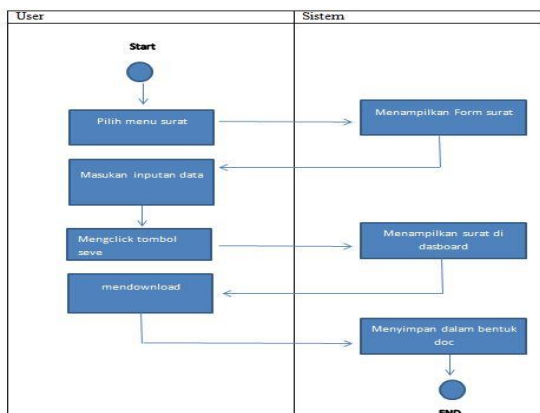 User
Sistem
Start
Pilih menu surat
Menampilkan Form surat
Masukan inputan data
Mengclick tombol
seve
Menampilkan surat di
dasboard
mendownload
Menyimpan dalam bentuk
doc
END